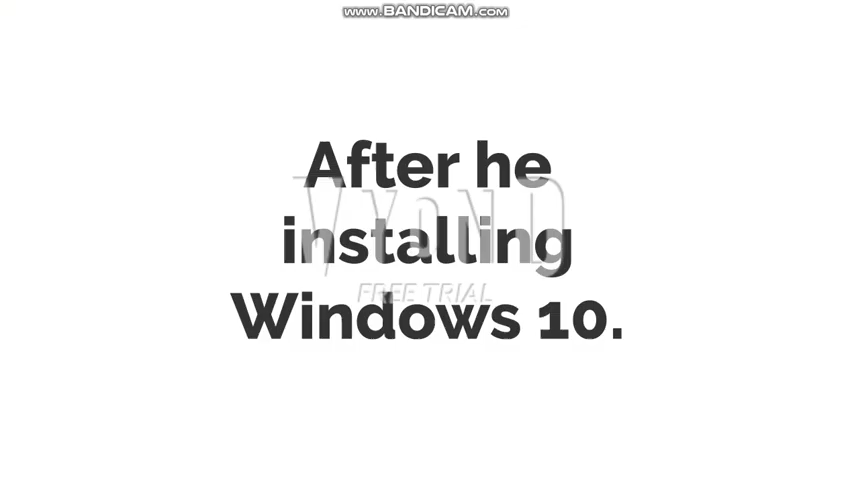 www.BANDICAM.com
After he
VYOND
installing
FREE TRIAL
Windows 10.